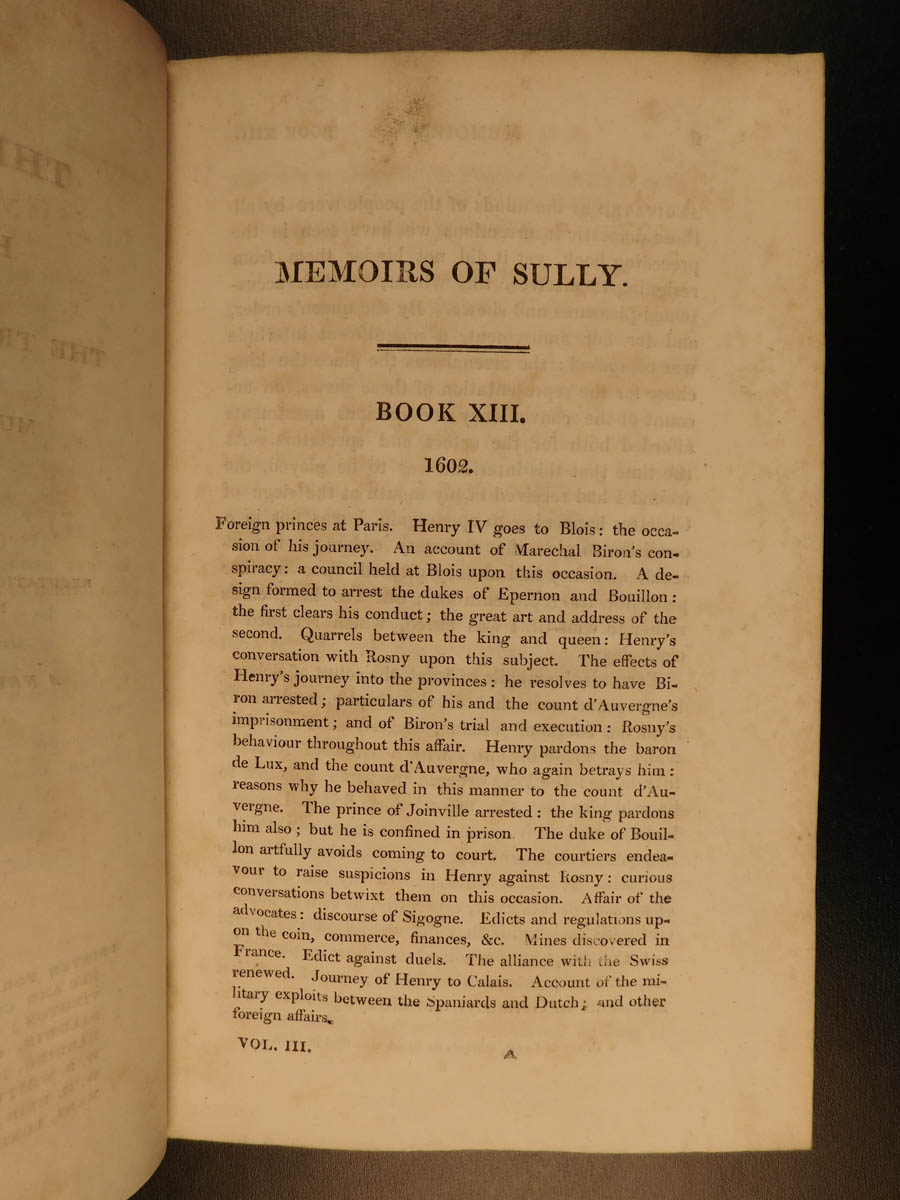 MEMOIRS OF SULLY.
BOOK XIII.
1602.
Foreign princes at Paris. Henry IV goes to Blois: the occa-
sion of his journey. An account of Marechal Biron's con-
spiracy: a council held at Blois upon this occasion. A de-
sign formed to arrest the dukes of Epernon and Bouillon:
the first clears his conduct; the great art and address of the
second. Quarrels between the king and queen: Henry's
conversation with Rosny upon this subject. The effects of
Henry's journey into the provinces: he resolves to have Bi-
ron arrested; particulars of his and the count d'Auvergne's
imprisonment; and of Biron's trial and execution: Rosny's
behaviour throughout this affair. Henry pardons the baron
de Lux, and the count d'Auvergne, who again betrays him:
reasons why he behaved in this manner to the count d'Au-
vergne. The prince of Joinville arrested: the king pardons
him also; but he is confined in prison. The duke of Bouil-
lon artfully avoids coming to court. The courtiers endea-
vour to raise suspicions in Henry against Rosny: curious
conversations betwixt them on this occasion. Affair of the
advocates: discourse of Sigogne. Edicts and regulations up-
on the coin, commerce, finances, &c. Mines discovered in
France. Edict against duels. The alliance with the Swiss
renewed. Journey of Henry to Calais. Account of the mi-
litary exploits between the Spaniards and Dutch; and other
foreign affairs.
VOL. III. A